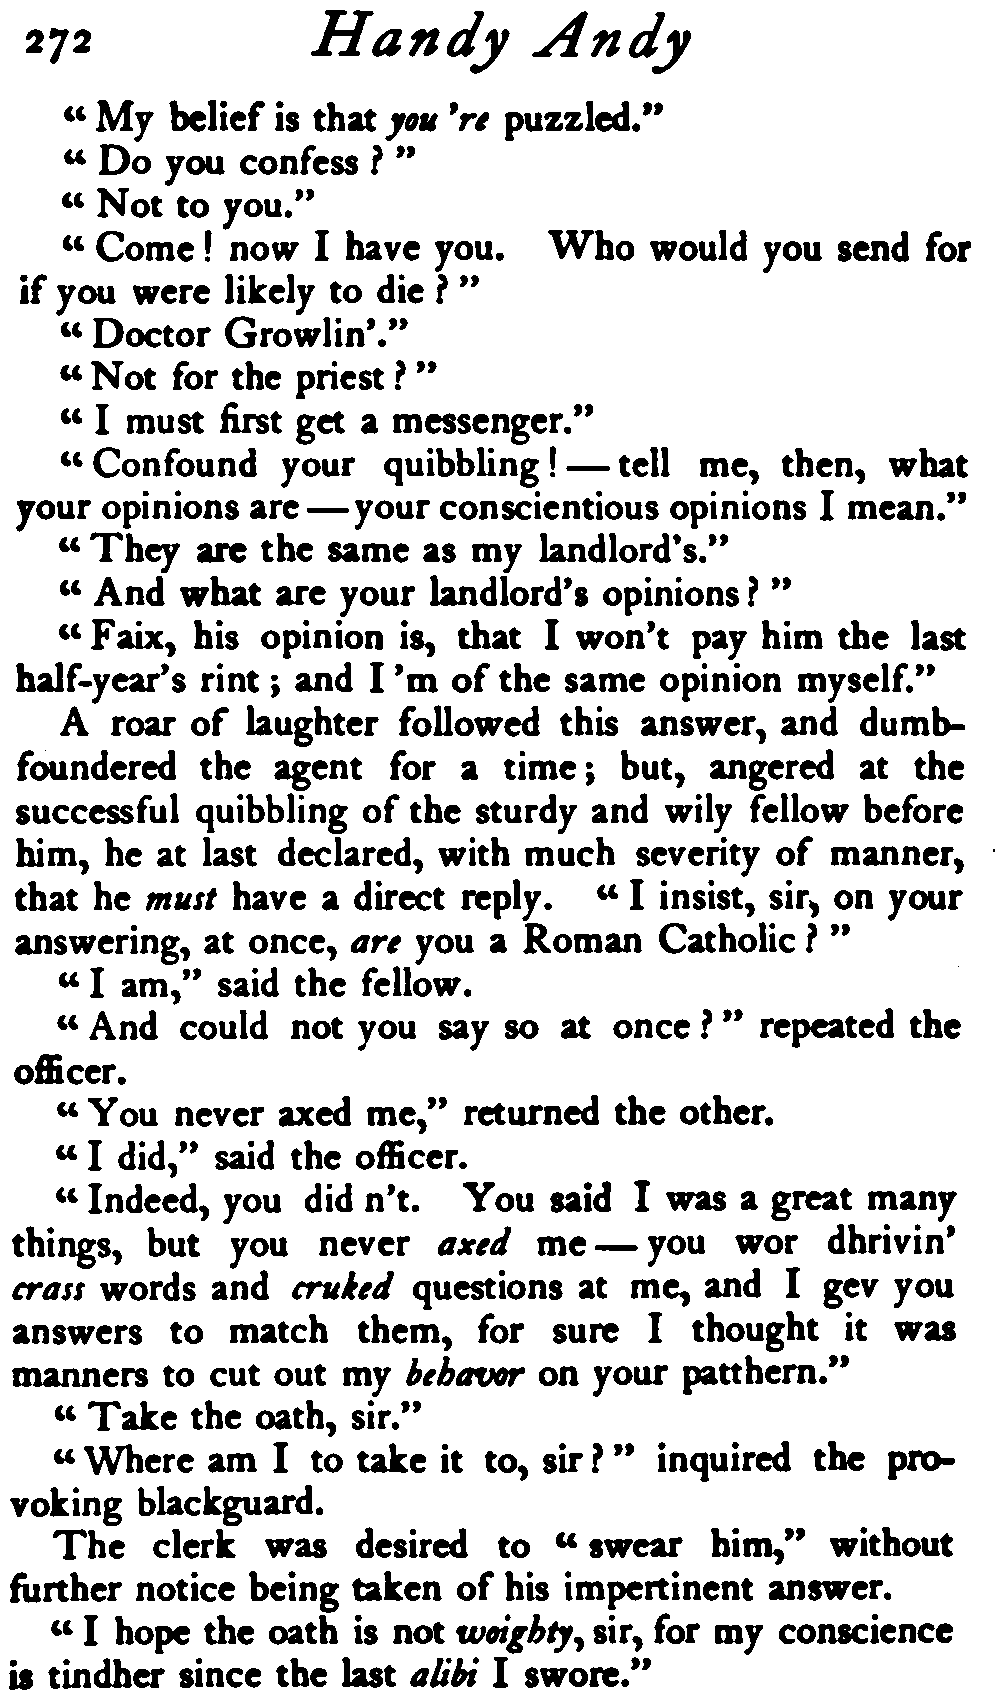 272 Handy Andy
“ My belief is that you 're puzzled.”
“ Do you confess ? ”
“ Not to you.”
“ Come ! now I have you. Who would you send for
if you were likely to die ? ”
“ Doctor Growlin'.”
“ Not for the priest ? ”
“ I must first get a messenger.”
“ Confound your quibbling ! — tell me, then, what
your opinions are — your conscientious opinions I mean.”
“ They are the same as my landlord's.”
“ And what are your landlord's opinions ? ”
“ Faix, his opinion is, that I won't pay him the last
half-year's rint ; and I 'm of the same opinion myself.”
A roar of laughter followed this answer, and dumb-
foundered the agent for a time ; but, angered at the
successful quibbling of the sturdy and wily fellow before
him, he at last declared, with much severity of manner,
that he must have a direct reply. “ I insist, sir, on your
answering, at once, are you a Roman Catholic ? ”
“ I am,” said the fellow.
“ And could not you say so at once ? ” repeated the
officer.
“ You never axed me,” returned the other.
“ I did,” said the officer.
“ Indeed, you did n't. You said I was a great many
things, but you never axed me — you wor dhrivin'
crass words and cruked questions at me, and I gev you
answers to match them, for sure I thought it was
manners to cut out my behavor on your patthern.”
“ Take the oath, sir.”
“ Where am I to take it to, sir ? ” inquired the pro-
voking blackguard.
The clerk was desired to “ swear him,” without
further notice being taken of his impertinent answer.
“ I hope the oath is not woighty, sir, for my conscience
is tindher since the last alibi I swore.”